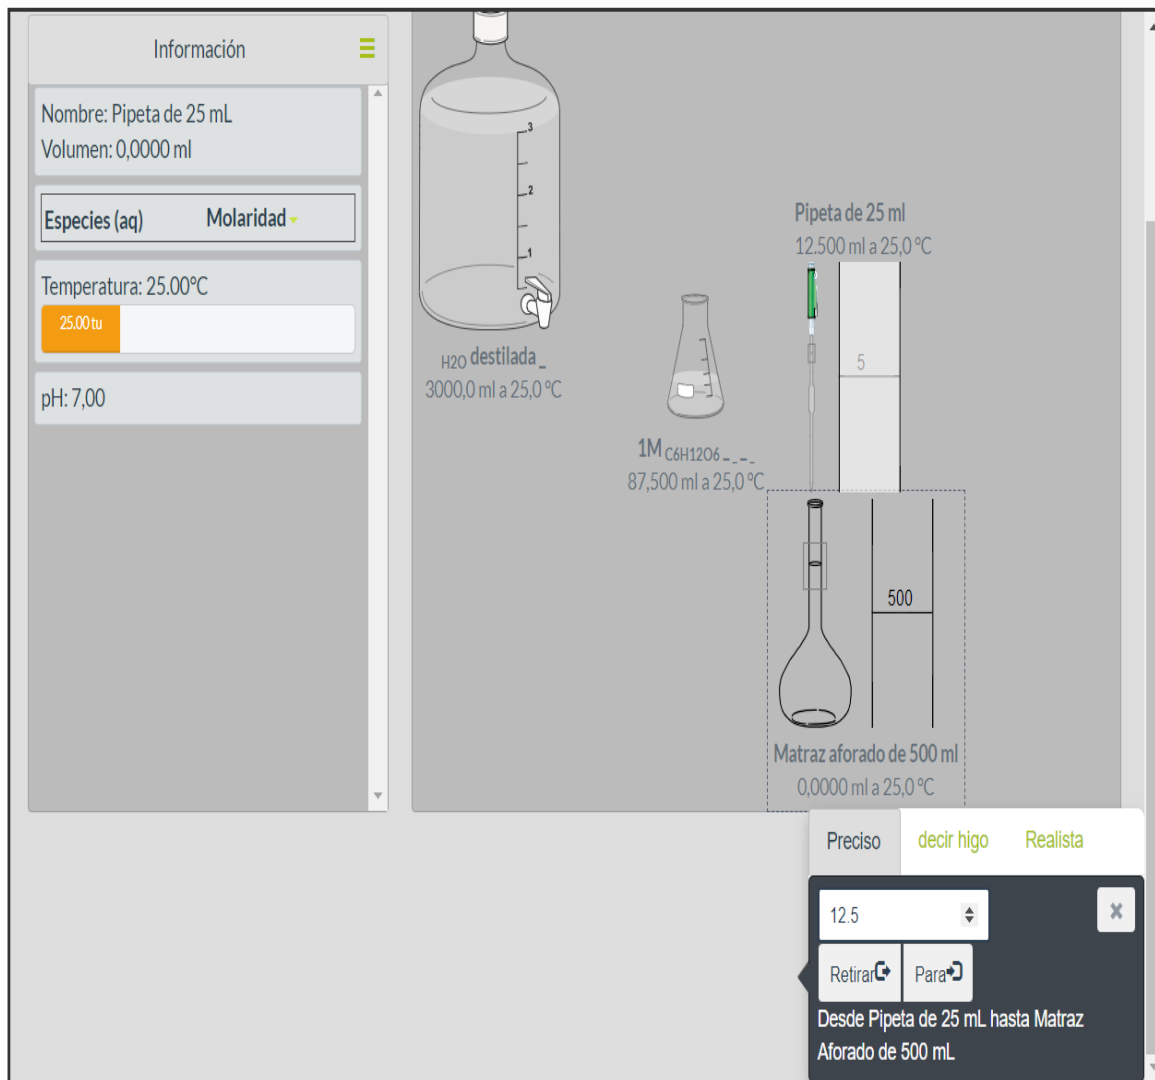 Información
Nombre: Pipeta de 25 mL
Volumen: 0,0000 ml
Especies (aq) Molaridad
Temperatura: 25.00°C
25.00 tu
pH: 7,00
3
2
1
H2O destilada _
3000,0 ml a 25,0 ºC
1M C6H12O6 _ _ _ _
87,500 ml a 25,0 ºC
Pipeta de 25 ml
12.500 ml a 25,0 ºC
5
500
Matraz aforado de 500 ml
0,0000 ml a 25,0 ºC
Preciso decir higo Realista
12.5
Retirar Para
Desde Pipeta de 25 mL hasta Matraz
Aforado de 500 mL